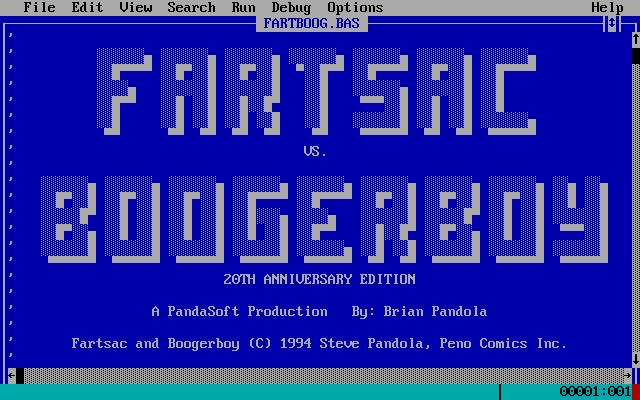 File Edit View Search Run Debug Options Help
FARTBOOG.BAS
FARTSAC
VS.
BOOGERBOY
20TH ANNIVERSARY EDITION
A PandaSoft Production By: Brian Pandola
Fartsac and Boogerboy (C) 1994 Steve Pandola, Peno Comics Inc.
00001:001